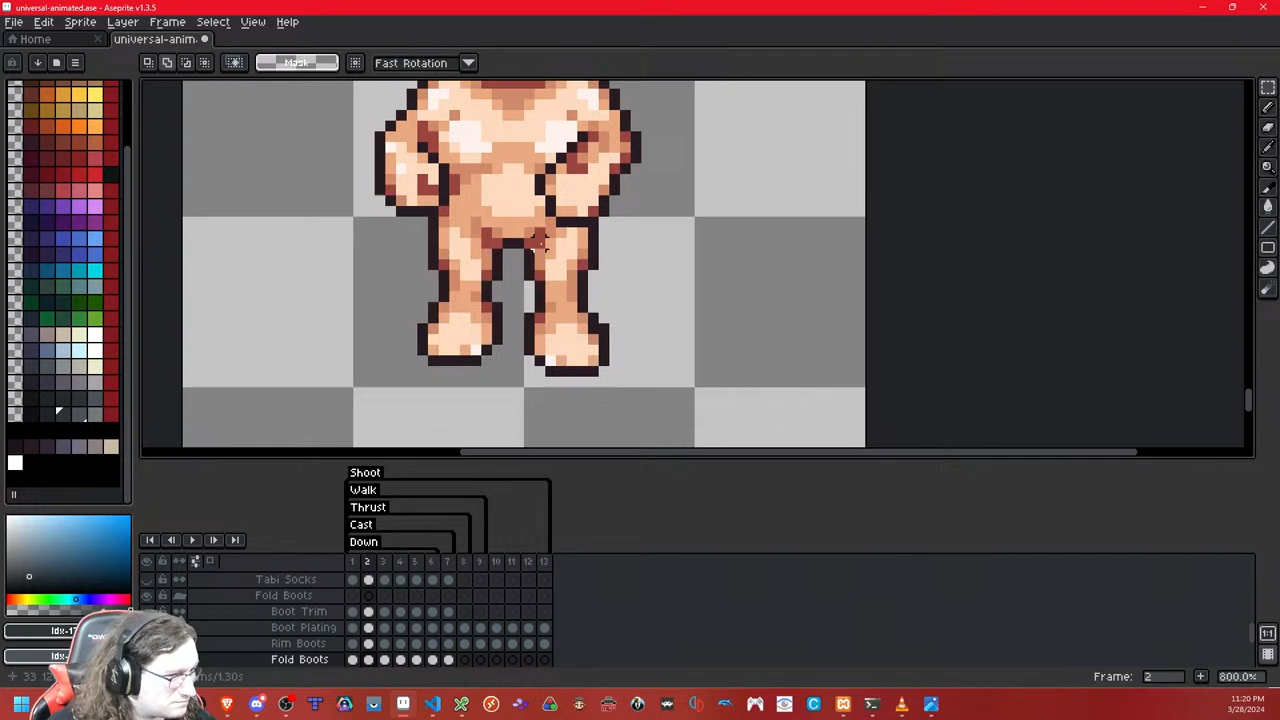 universal-animated.ase - Aseprite v1.3.5
File Edit Sprite Layer Frame Select View Help
Home universal-anim.
Mask Fast Rotation
Shoot
Walk
Thrust
Cast
Down
1 2 3 4 5 6 7 8 9 10 11 12 13
Tabi Socks
Fold Boots
Boot Trim
Boot Plating
Rim Boots
Fold Boots
Frame: 2 800.0%
11:20 PM
3/28/2024